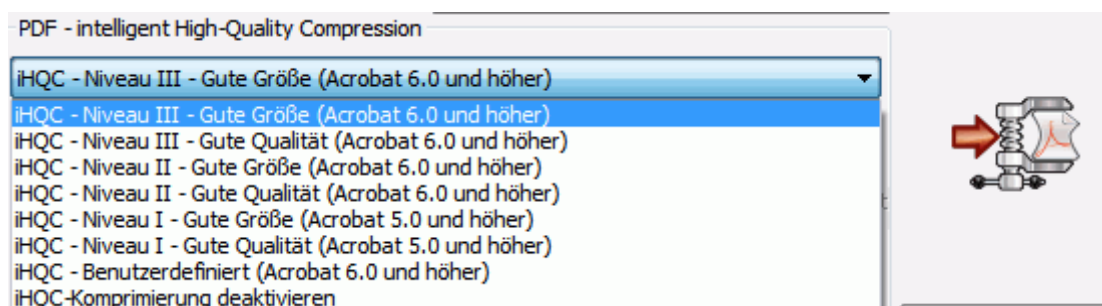 PDF - intelligent High-Quality Compression
iHQC - Niveau III - Gute Größe (Acrobat 6.0 und höher)
iHQC - Niveau III - Gute Größe (Acrobat 6.0 und höher)
iHQC - Niveau III - Gute Qualität (Acrobat 6.0 und höher)
iHQC - Niveau II - Gute Größe (Acrobat 6.0 und höher)
iHQC - Niveau II - Gute Qualität (Acrobat 6.0 und höher)
iHQC - Niveau I - Gute Größe (Acrobat 5.0 und höher)
iHQC - Niveau I - Gute Qualität (Acrobat 5.0 und höher)
iHQC - Benutzerdefiniert (Acrobat 6.0 und höher)
iHQC-Komprimierung deaktivieren